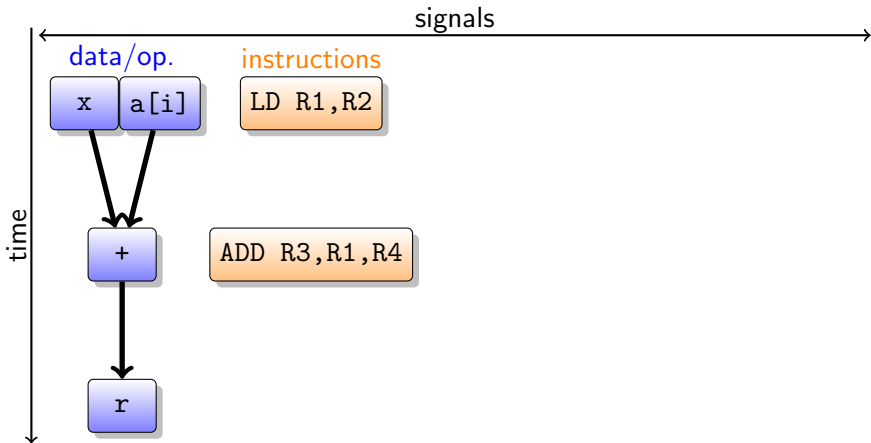 signals
data/op. instructions
x a[i] LD R1,R2
time
+ ADD R3,R1,R4
r